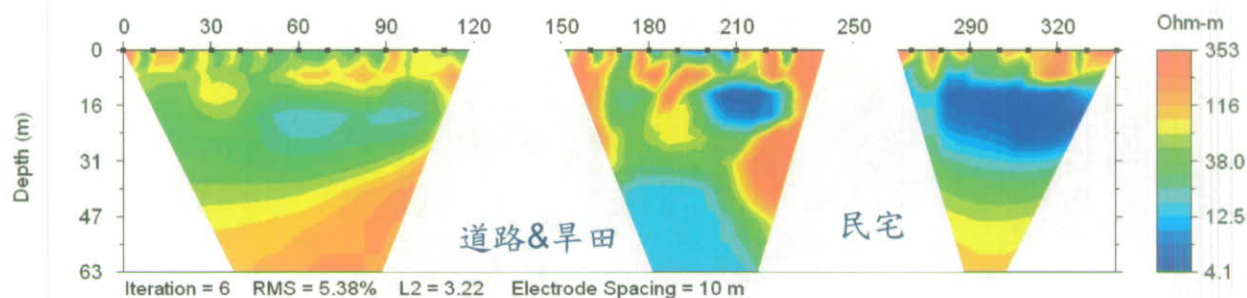 0 30 60 90 120 150 180 210 250 290 320 Ohm-m
Depth (m)
0
16
31
47
63
353
116
38.0
12.5
4.1
道路&旱田
民宅
Iteration = 6 RMS = 5.38% L2 = 3.22 Electrode Spacing = 10 m